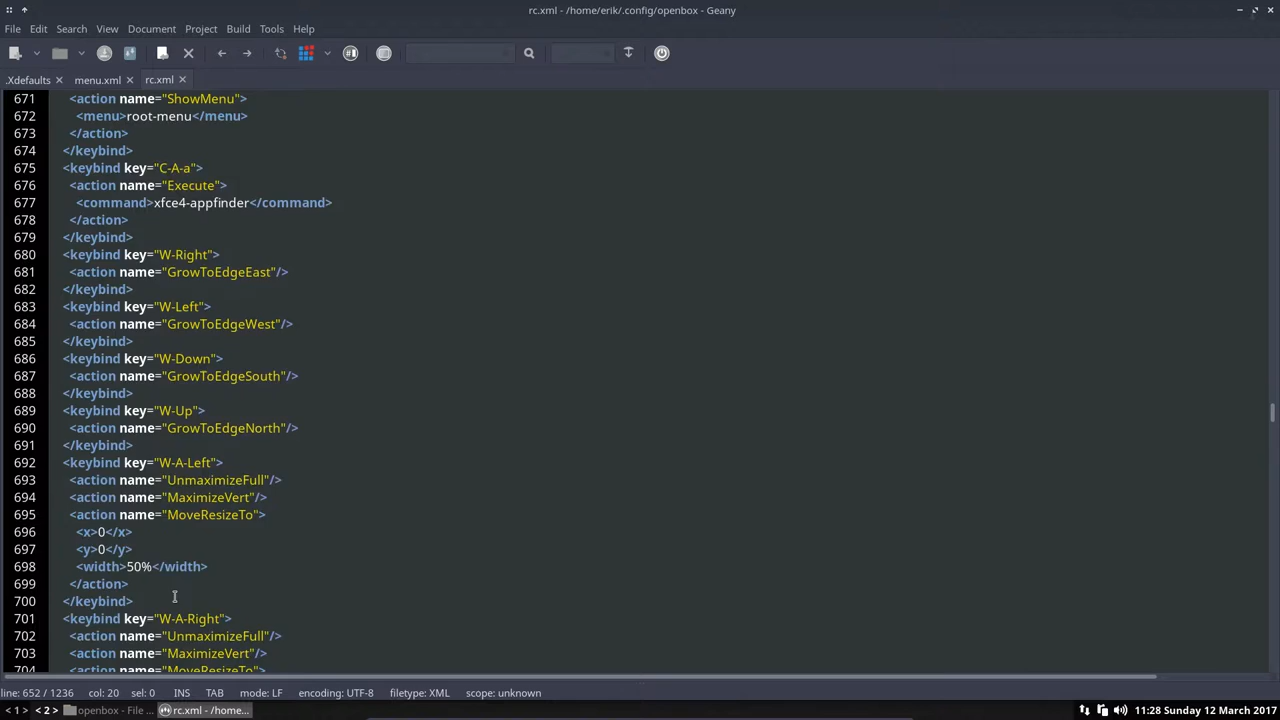 rc.xml - /home/erik/.config/openbox - Geany
File Edit Search View Document Project Build Tools Help
.Xdefaults menu.xml rc.xml
671 <action name="ShowMenu">
672 <menu>root-menu</menu>
673 </action>
674 </keybind>
675 <keybind key="C-A-a">
676 <action name="Execute">
677 <command>xfce4-appfinder</command>
678 </action>
679 </keybind>
680 <keybind key="W-Right">
681 <action name="GrowToEdgeEast"/>
682 </keybind>
683 <keybind key="W-Left">
684 <action name="GrowToEdgeWest"/>
685 </keybind>
686 <keybind key="W-Down">
687 <action name="GrowToEdgeSouth"/>
688 </keybind>
689 <keybind key="W-Up">
690 <action name="GrowToEdgeNorth"/>
691 </keybind>
692 <keybind key="W-A-Left">
693 <action name="UnmaximizeFull"/>
694 <action name="MaximizeVert"/>
695 <action name="MoveResizeTo">
696 <x>0</x>
697 <y>0</y>
698 <width>50%</width>
699 </action>
700 </keybind>
701 <keybind key="W-A-Right">
702 <action name="UnmaximizeFull"/>
703 <action name="MaximizeVert"/>
704 <action name="MoveResizeTo">
line: 652 / 1236 col: 20 sel: 0 INS TAB mode: LF encoding: UTF-8 filetype: XML scope: unknown
< 1 > < 2 > openbox - File ... rc.xml - /home... 11:28 Sunday 12 March 2017